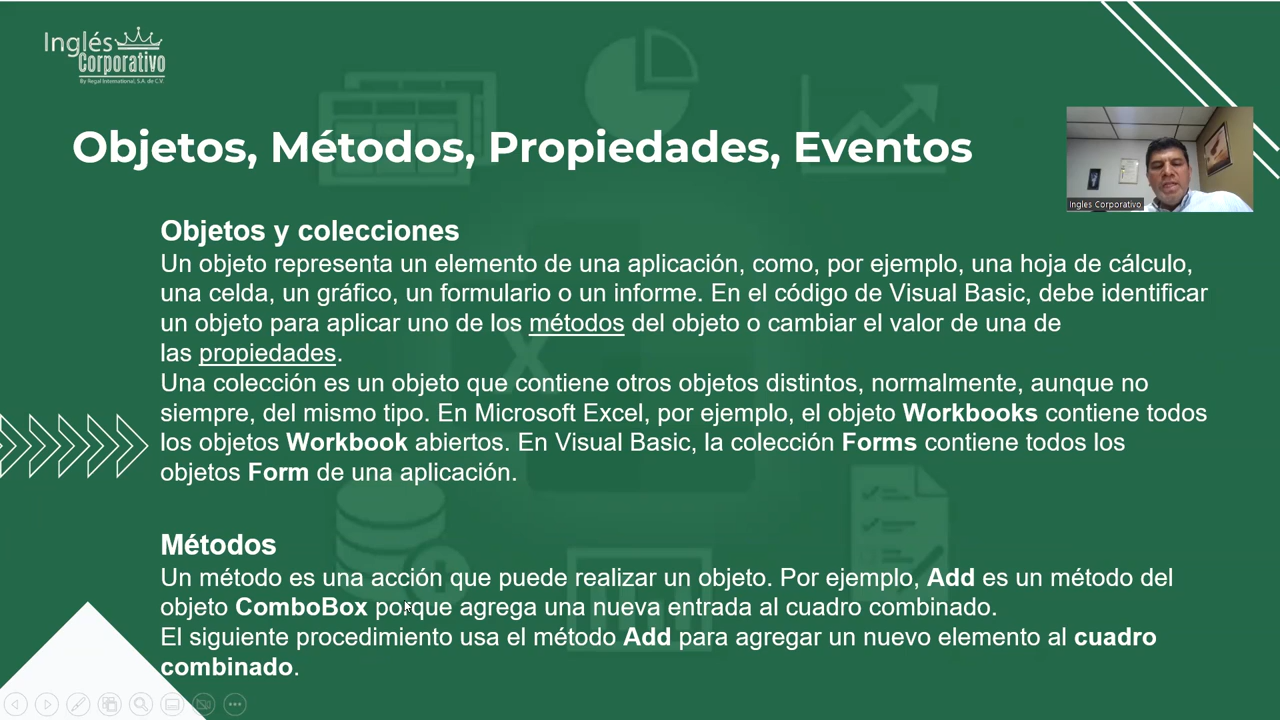 Inglés
Corporativo
By Regal International, S.A. de C.V.
Objetos, Métodos, Propiedades, Eventos
Ingles Corporativo
Objetos y colecciones
Un objeto representa un elemento de una aplicación, como, por ejemplo, una hoja de cálculo,
una celda, un gráfico, un formulario o un informe. En el código de Visual Basic, debe identificar
un objeto para aplicar uno de los métodos del objeto o cambiar el valor de una de
las propiedades.
Una colección es un objeto que contiene otros objetos distintos, normalmente, aunque no
siempre, del mismo tipo. En Microsoft Excel, por ejemplo, el objeto Workbooks contiene todos
los objetos Workbook abiertos. En Visual Basic, la colección Forms contiene todos los
objetos Form de una aplicación.
Métodos
Un método es una acción que puede realizar un objeto. Por ejemplo, Add es un método del
objeto ComboBox porque agrega una nueva entrada al cuadro combinado.
El siguiente procedimiento usa el método Add para agregar un nuevo elemento al cuadro
combinado.